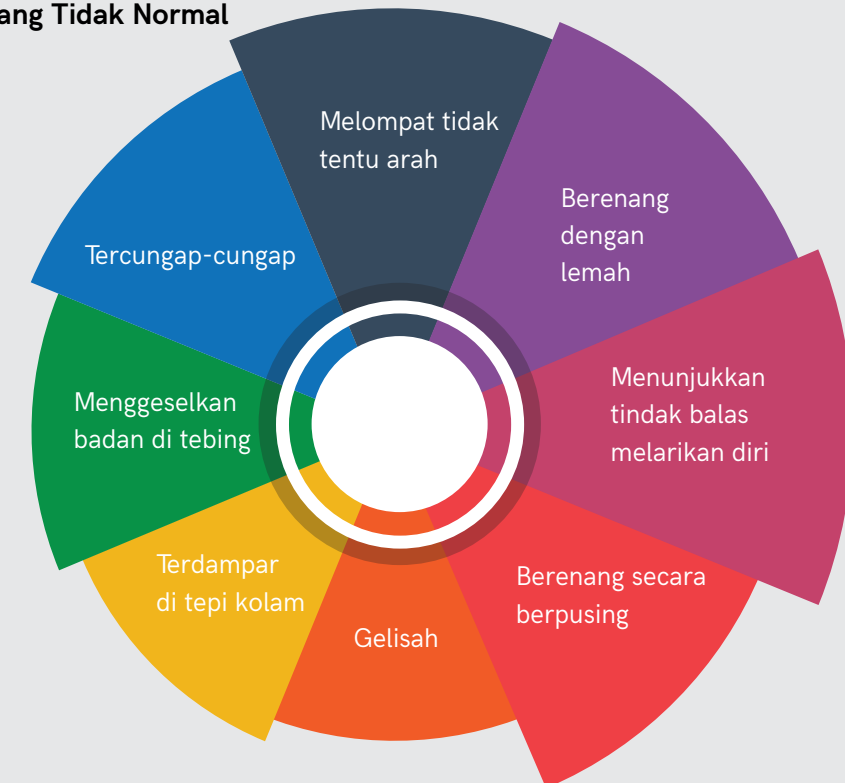 ang Tidak Normal
Melompat tidak
tentu arah
Berenang
dengan
lemah
Menunjukkan
tindak balas
melarikan diri
Berenang secara
berpusing
Gelisah
Terdampar
di tepi kolam
Menggeselkan
badan di tebing
Tercungap-cungap